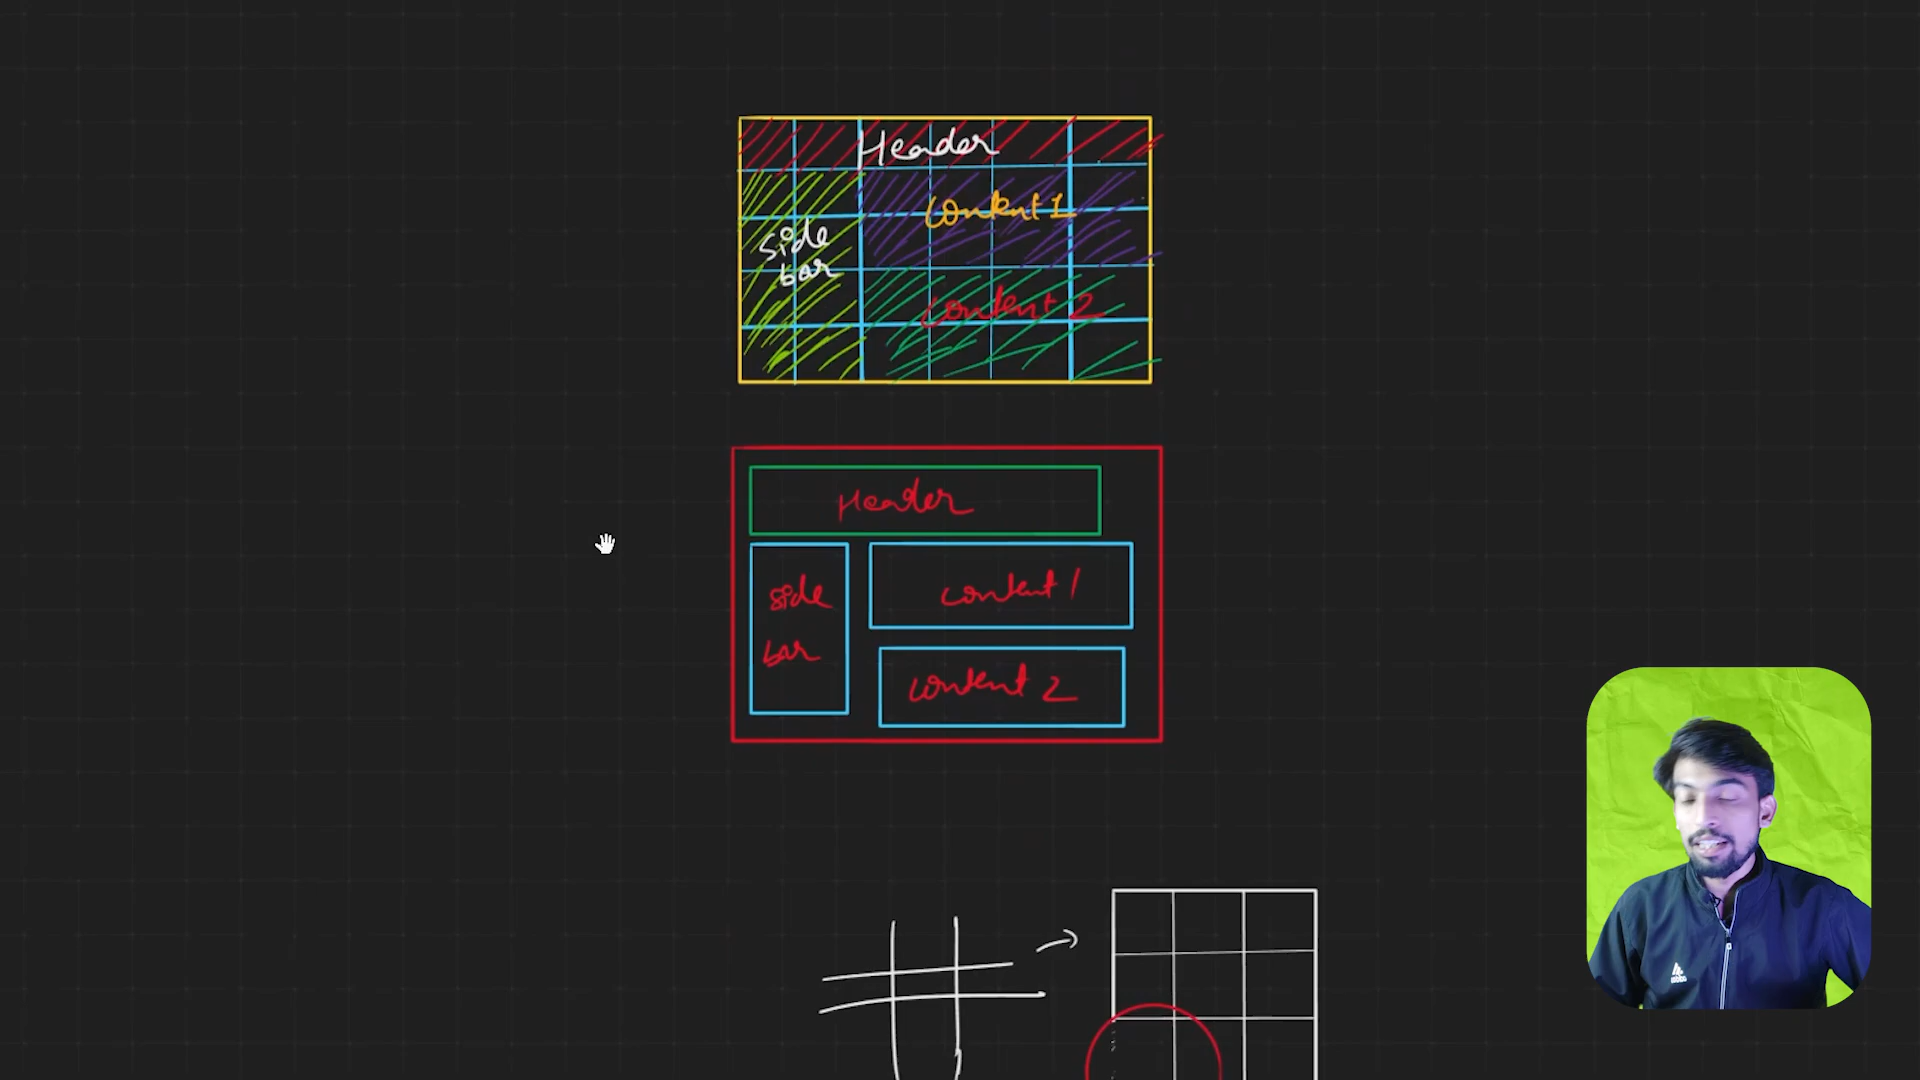 Header
content 1
side
bar
content 2
Header
side
bar
content 1
content 2